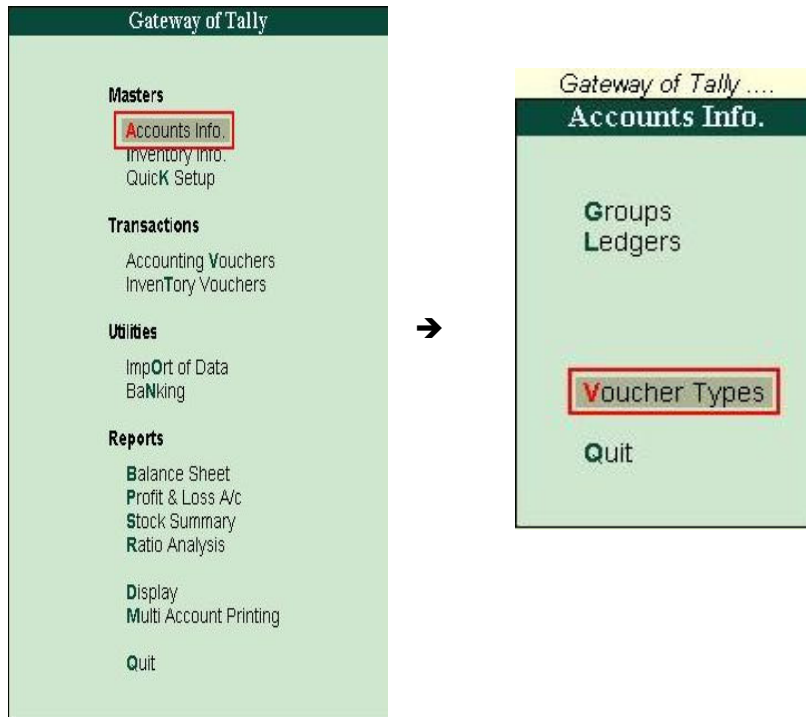 Gateway of Tally
Masters
Accounts Info.
Inventory Info.
QuicK Setup
Transactions
Accounting Vouchers
InvenTory Vouchers
Utilities
ImpOrt of Data
BaNking
Reports
Balance Sheet
Profit & Loss A/c
Stock Summary
Ratio Analysis
Display
Multi Account Printing
Quit
➔
Gateway of Tally ....
Accounts Info.
Groups
Ledgers
Voucher Types
Quit